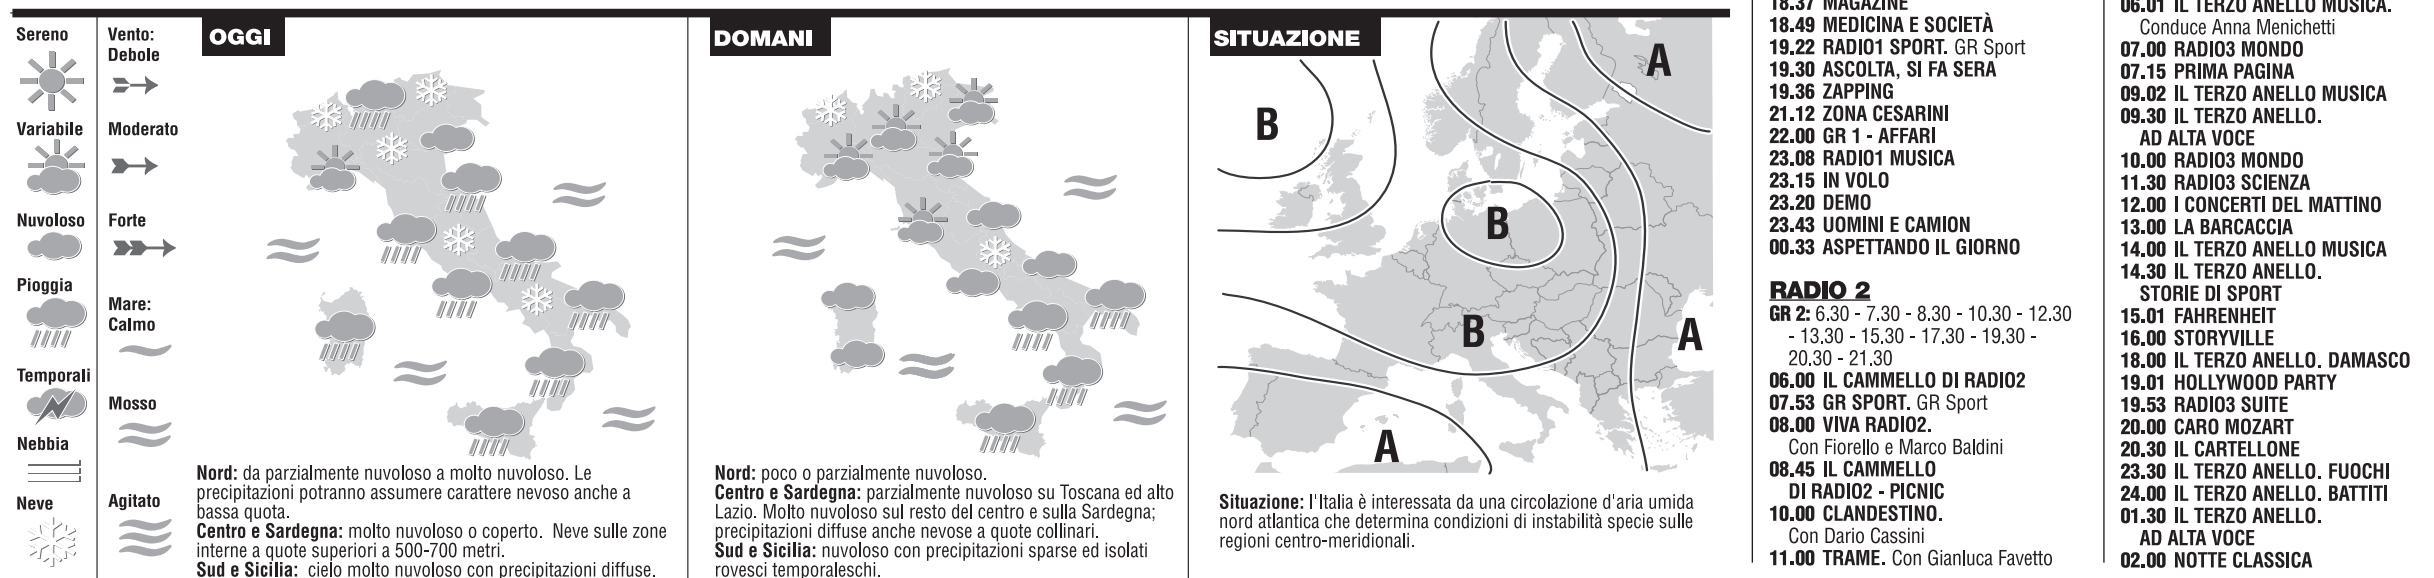 Sereno
Variabile
Nuvoloso
Pioggia
Temporali
Nebbia
Neve
Vento:
Debole
Moderato
Forte
Mare:
Calmo
Mosso
Agitato
OGGI
Nord: da parzialmente nuvoloso a molto nuvoloso. Le
precipitazioni potranno assumere carattere nevoso anche a
bassa quota.
Centro e Sardegna: molto nuvoloso o coperto. Neve sulle zone
interne a quote superiori a 500-700 metri.
Sud e Sicilia: cielo molto nuvoloso con precipitazioni diffuse.
DOMANI
Nord: poco o parzialmente nuvoloso.
Centro e Sardegna: parzialmente nuvoloso su Toscana ed alto
Lazio. Molto nuvoloso sul resto del centro e sulla Sardegna;
precipitazioni diffuse anche nevose a quote collinari.
Sud e Sicilia: nuvoloso con precipitazioni sparse ed isolati
rovesci temporaleschi.
SITUAZIONE
A
B
B
B
A
A
Situazione: l'Italia è interessata da una circolazione d'aria umida
nord atlantica che determina condizioni di instabilità specie sulle
regioni centro-meridionali.
18.37 MAGAZINE
18.49 MEDICINA E SOCIETÀ
19.22 RADIO1 SPORT. GR Sport
19.30 ASCOLTA, SI FA SERA
19.36 ZAPPING
21.12 ZONA CESARINI
22.00 GR 1 - AFFARI
23.08 RADIO1 MUSICA
23.15 IN VOLO
23.20 DEMO
23.43 UOMINI E CAMION
00.33 ASPETTANDO IL GIORNO
RADIO 2
GR 2: 6.30 - 7.30 - 8.30 - 10.30 - 12.30
- 13.30 - 15.30 - 17.30 - 19.30 -
20.30 - 21.30
06.00 IL CAMMELLO DI RADIO2
07.53 GR SPORT. GR Sport
08.00 VIVA RADIO2.
Con Fiorello e Marco Baldini
08.45 IL CAMMELLO
DI RADIO2 - PICNIC
10.00 CLANDESTINO.
Con Dario Cassini
11.00 TRAME. Con Gianluca Favetto
06.01 IL TERZO ANELLO MUSICA.
Conduce Anna Menichetti
07.00 RADIO3 MONDO
07.15 PRIMA PAGINA
09.02 IL TERZO ANELLO MUSICA
09.30 IL TERZO ANELLO.
AD ALTA VOCE
10.00 RADIO3 MONDO
11.30 RADIO3 SCIENZA
12.00 I CONCERTI DEL MATTINO
13.00 LA BARCACCIA
14.00 IL TERZO ANELLO MUSICA
14.30 IL TERZO ANELLO.
STORIE DI SPORT
15.01 FAHRENHEIT
16.00 STORYVILLE
18.00 IL TERZO ANELLO. DAMASCO
19.01 HOLLYWOOD PARTY
19.53 RADIO3 SUITE
20.00 CARO MOZART
20.30 IL CARTELLONE
23.30 IL TERZO ANELLO. FUOCHI
24.00 IL TERZO ANELLO. BATTITI
01.30 IL TERZO ANELLO.
AD ALTA VOCE
02.00 NOTTE CLASSICA